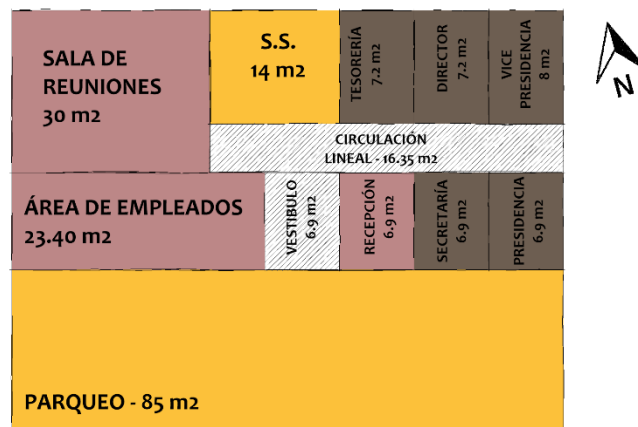 SALA DE
REUNIONES
30 m2
S.S.
14 m2
TESORERÍA
7.2 m2
DIRECTOR
7.2 m2
VICE
PRESIDENCIA
8 m2
N
CIRCULACIÓN
LINEAL - 16.35 m2
ÁREA DE EMPLEADOS
23.40 m2
VESTIBULO
6.9 m2
RECEPCIÓN
6.9 m2
SECRETARÍA
6.9 m2
PRESIDENCIA
6.9 m2
PARQUEO - 85 m2